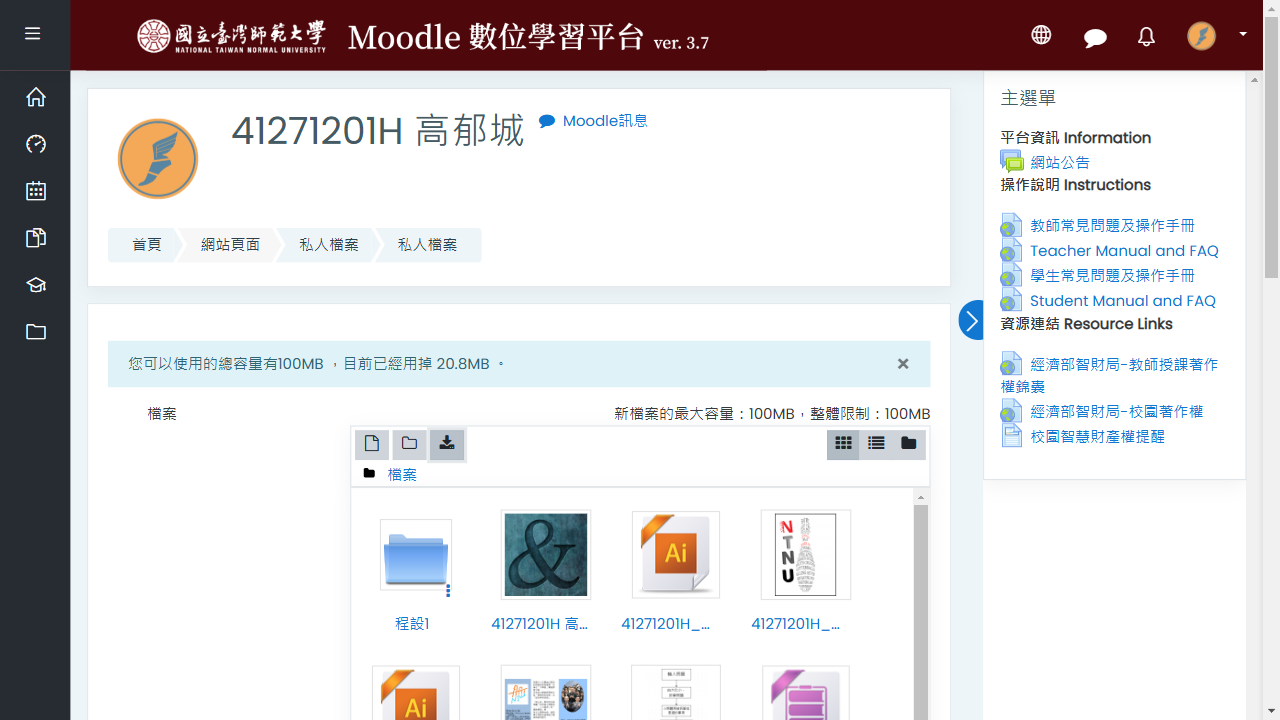 國立臺灣師範大學
NATIONAL TAIWAN NORMAL UNIVERSITY
Moodle 數位學習平台 ver. 3.7
41271201H 高郁城
Moodle訊息
首頁
網站頁面
私人檔案
私人檔案
您可以使用的總容量有100MB ，目前已經用掉 20.8MB 。
×
檔案
新檔案的最大容量：100MB，整體限制：100MB
檔案
&
Ai
NTNU
程設1
41271201H 高...
41271201H_...
41271201H_...
Ai
主選單
平台資訊 Information
網站公告
操作說明 Instructions
教師常見問題及操作手冊
Teacher Manual and FAQ
學生常見問題及操作手冊
Student Manual and FAQ
資源連結 Resource Links
經濟部智財局-教師授課著作
權錦囊
經濟部智財局-校園著作權
校園智慧財產權提醒